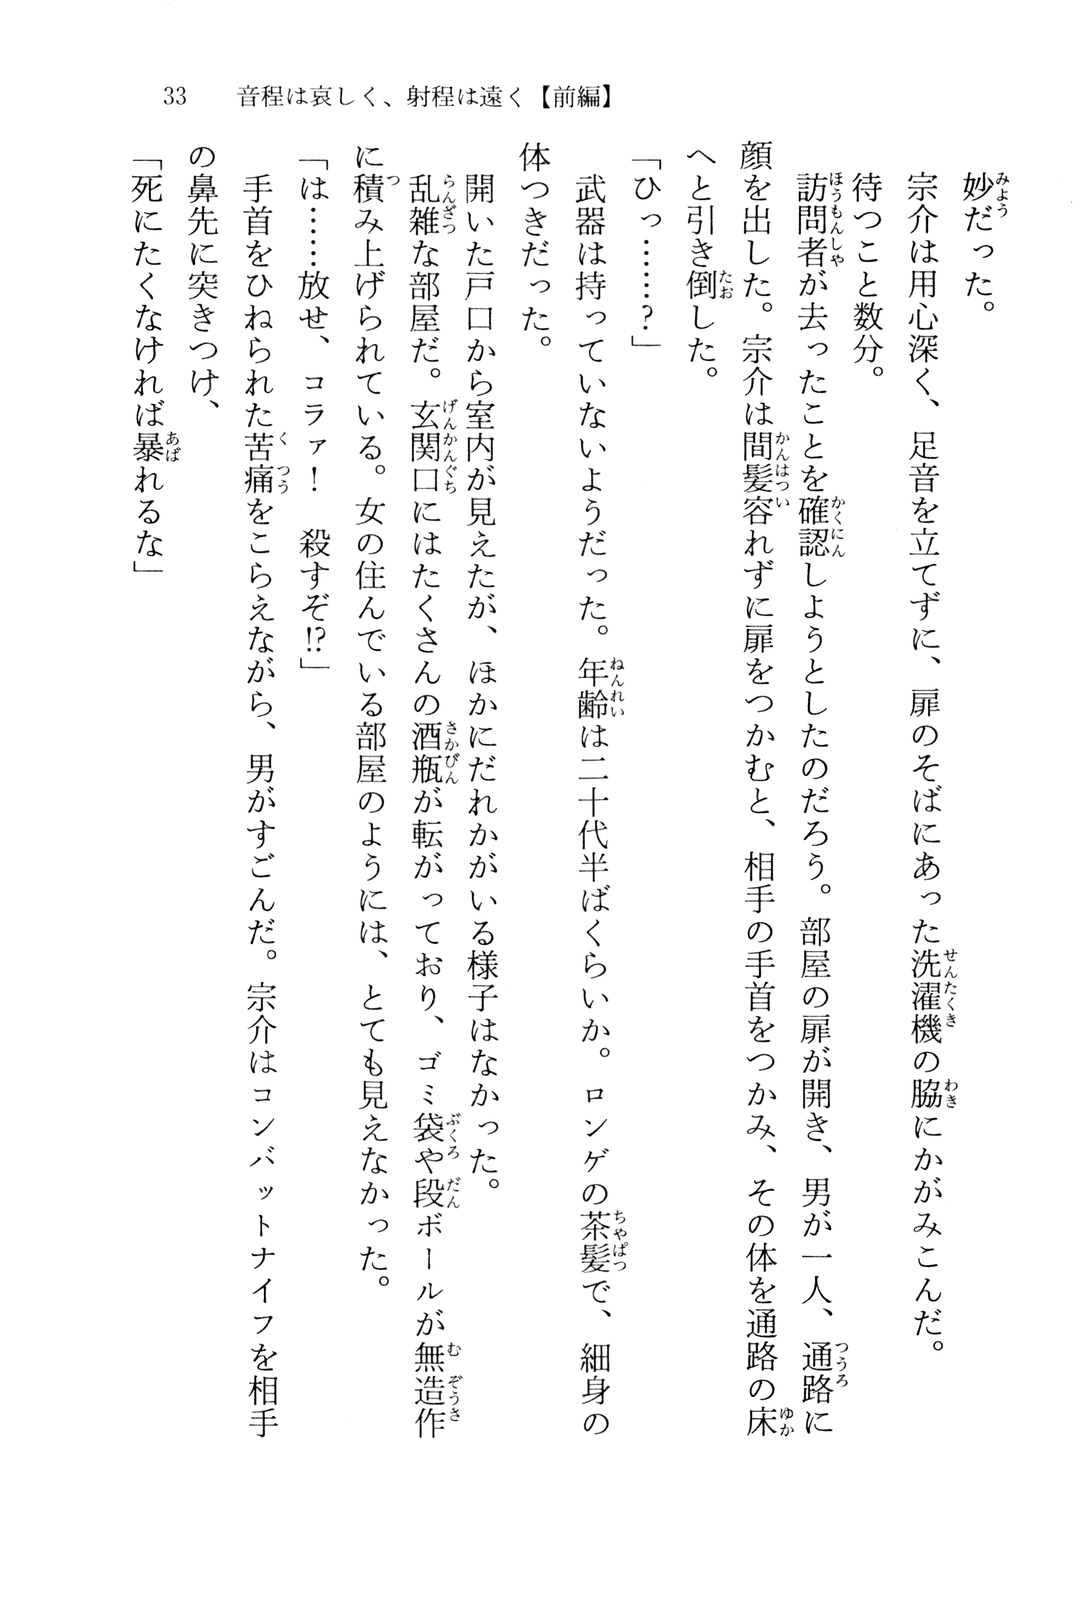 33　音程は哀しく、射程は遠く【前編】
妙だった。
宗介は用心深く、足音を立てずに、扉のそばにあった洗濯機の脇にかがみこんだ。
待つこと数分。
訪問者が去ったことを確認しようとしたのだろう。部屋の扉が開き、男が一人、通路に
顔を出した。宗介は間髪容れずに扉をつかむと、相手の手首をつかみ、その体を通路の床
へと引き倒した。
「ひっ……？」
武器は持っていないようだった。年齢は二十代半ばくらいか。ロンゲの茶髪で、細身の
体つきだった。
開いた戸口から室内が見えたが、ほかにだれかがいる様子はなかった。
乱雑な部屋だ。玄関口にはたくさんの酒瓶が転がっており、ゴミ袋や段ボールが無造作
に積み上げられている。女の住んでいる部屋のようには、とても見えなかった。
「は……放せ、コラァ！　殺すぞ!?」
手首をひねられた苦痛をこらえながら、男がすごんだ。宗介はコンバットナイフを相手
の鼻先に突きつけ、
「死にたくなければ暴れるな」